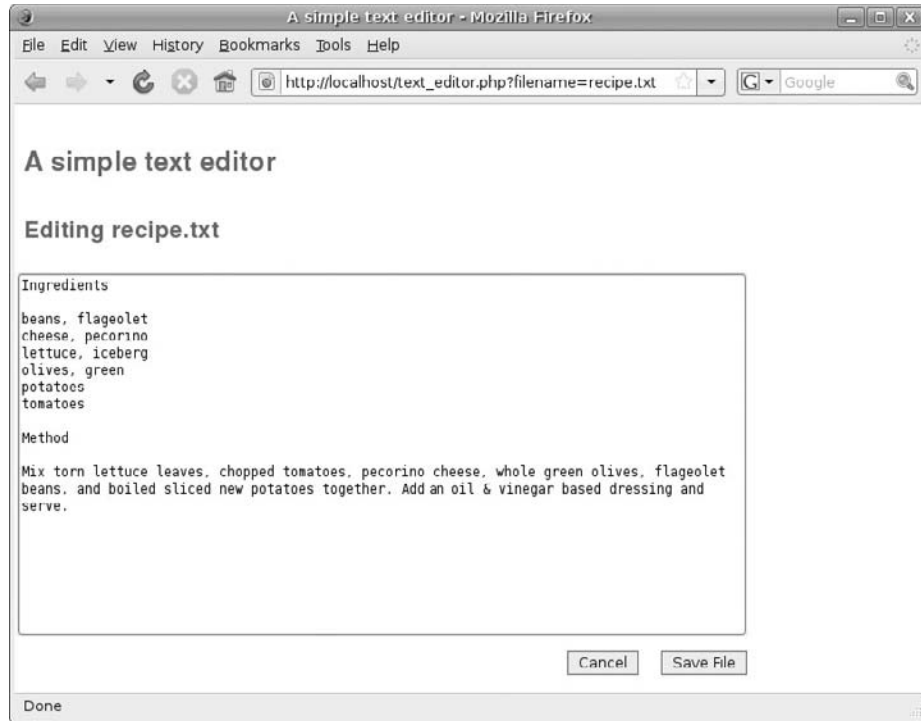 A simple text editor - Mozilla Firefox
File Edit View History Bookmarks Tools Help
http://localhost/text_editor.php?filename=recipe.txt
G Google
A simple text editor
Editing recipe.txt
Ingredients
beans, flageolet
cheese, pecorino
lettuce, iceberg
olives, green
potatoes
tomatoes
Method
Mix torn lettuce leaves, chopped tomatoes, pecorino cheese, whole green olives, flageolet
beans, and boiled sliced new potatoes together. Add an oil & vinegar based dressing and
serve.
Cancel Save File
Done